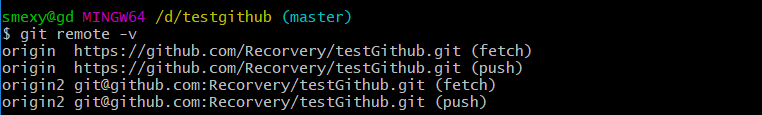 smexy@gd MINGW64 /d/testgithub (master)
$ git remote -v
origin  https://github.com/Recorvery/testGithub.git (fetch)
origin  https://github.com/Recorvery/testGithub.git (push)
origin2 git@github.com:Recorvery/testGithub.git (fetch)
origin2 git@github.com:Recorvery/testGithub.git (push)